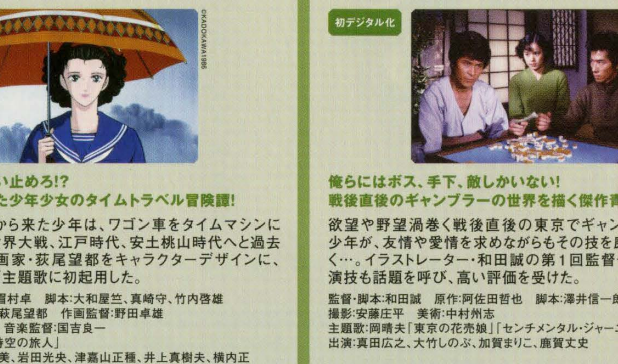 ©KADOKAWA1986
い止めろ!?
た少年少女のタイムトラベル冒険譚!
から来た少年は、ワゴン車をタイムマシンに
界大戦、江戸時代、安土桃山時代へと過去
画家・萩尾望都をキャラクターデザインに、
主題歌に初起用した。
眉村卓 脚本:大和屋竺、真崎守、竹内啓雄
萩尾望都 作画監督:野田卓雄
音楽監督:国吉良一
時空の旅人」
美、岩田光央、津嘉山正種、井上真樹夫、横内正
初デジタル化
俺らにはボス、手下、敵しかいない!
戦後直後のギャンブラーの世界を描く傑作青
欲望や野望渦巻く戦後直後の東京でギャン
少年が、友情や愛情を求めながらもその技を
く…。イラストレーター・和田誠の第1回監督
演技も話題を呼び、高い評価を受けた。
監督・脚本:和田誠 原作:阿佐田哲也 脚本:澤井信一郎
撮影:安藤庄平 美術:中村州志
主題歌:岡晴夫「東京の花売娘」「センチメンタル・ジャーニ
出演:真田広之、大竹しのぶ、加賀まりこ、鹿賀丈史